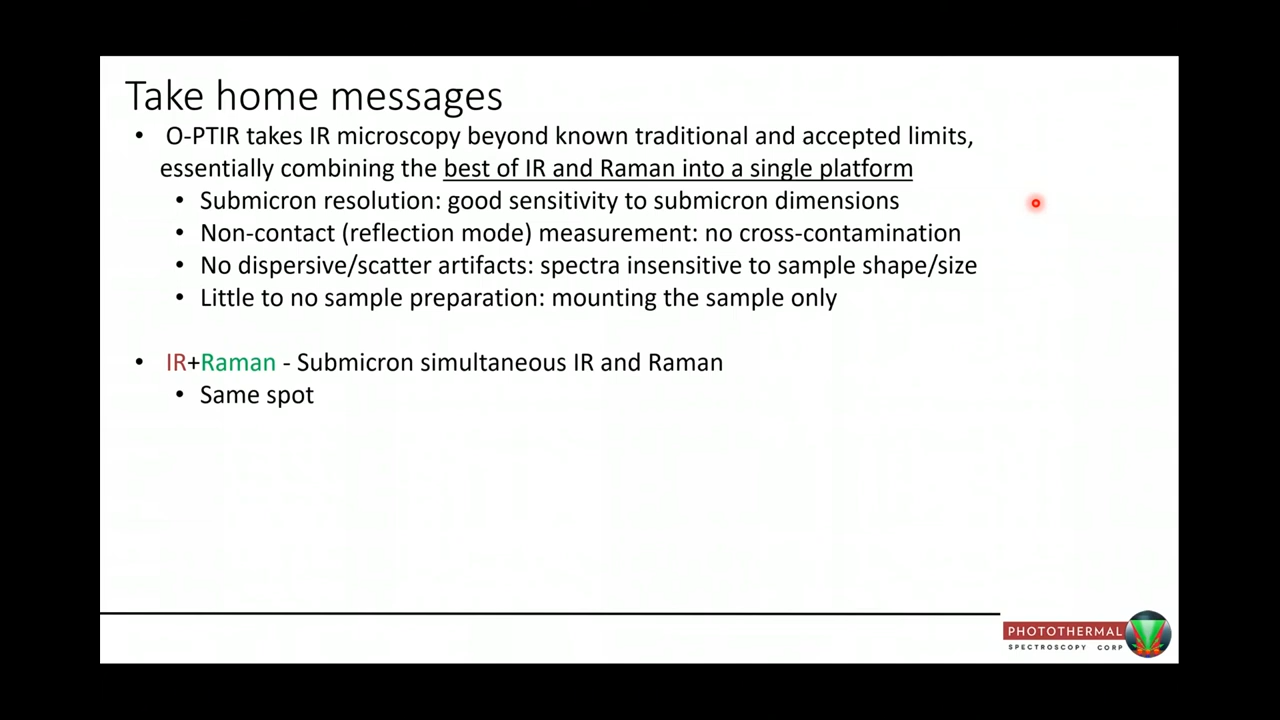 Take home messages
• O-PTIR takes IR microscopy beyond known traditional and accepted limits,
essentially combining the best of IR and Raman into a single platform
• Submicron resolution: good sensitivity to submicron dimensions
• Non-contact (reflection mode) measurement: no cross-contamination
• No dispersive/scatter artifacts: spectra insensitive to sample shape/size
• Little to no sample preparation: mounting the sample only
• IR+Raman - Submicron simultaneous IR and Raman
• Same spot
PHOTOTHERMAL
SPECTROSCOPY CORP